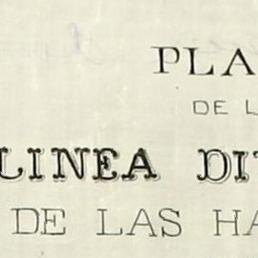 PLA
DE L
LINEA DI
DE LAS HA